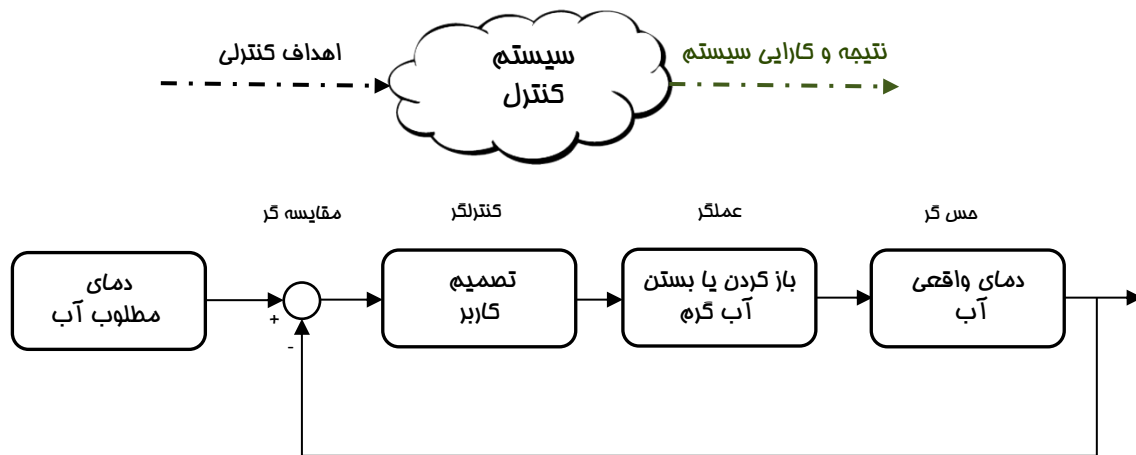 اهداف کنترلی
سیستم
کنترل
نتیجه و کارایی سیستم
مقایسه گر
کنترلگر
عملگر
حس گر
دمای
مطلوب آب
+
-
تصمیم
کاربر
باز کردن یا بستن
آب گرم
دمای واقعی
آب